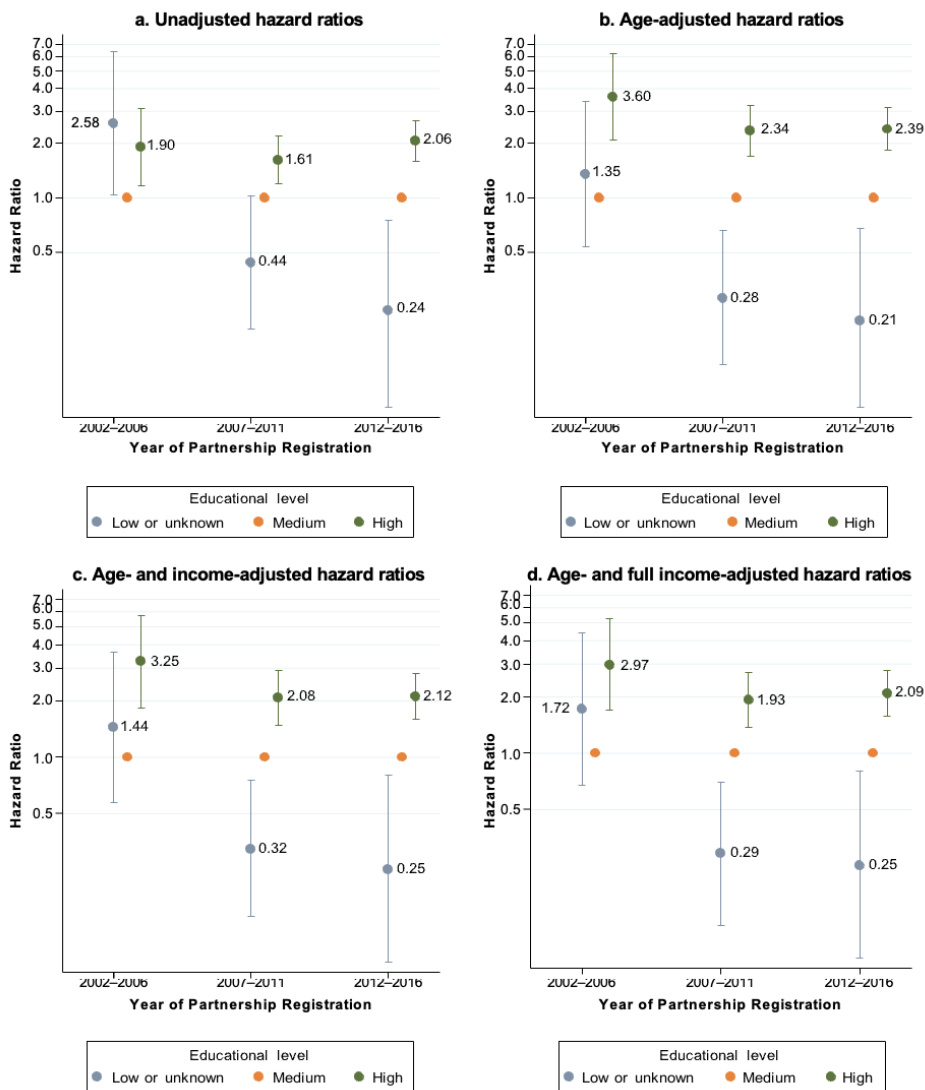 a. Unadjusted hazard ratios
7.0
6.0
5.0
4.0
3.0
2.0
1.0
0.5
Hazard Ratio
2.58
1.90
1.61
2.06
0.44
0.24
2002–2006
2007–2011
2012–2016
Year of Partnership Registration
Educational level
Low or unknown
Medium
High
b. Age-adjusted hazard ratios
7.0
6.0
5.0
4.0
3.0
2.0
1.0
0.5
Hazard Ratio
3.60
1.35
2.34
2.39
0.28
0.21
2002–2006
2007–2011
2012–2016
Year of Partnership Registration
Educational level
Low or unknown
Medium
High
c. Age- and income-adjusted hazard ratios
7.0
6.0
5.0
4.0
3.0
2.0
1.0
0.5
Hazard Ratio
3.25
1.44
2.08
2.12
0.32
0.25
2002–2006
2007–2011
2012–2016
Year of Partnership Registration
Educational level
Low or unknown
Medium
High
d. Age- and full income-adjusted hazard ratios
7.0
6.0
5.0
4.0
3.0
2.0
1.0
0.5
Hazard Ratio
2.97
1.72
1.93
2.09
0.29
0.25
2002–2006
2007–2011
2012–2016
Year of Partnership Registration
Educational level
Low or unknown
Medium
High